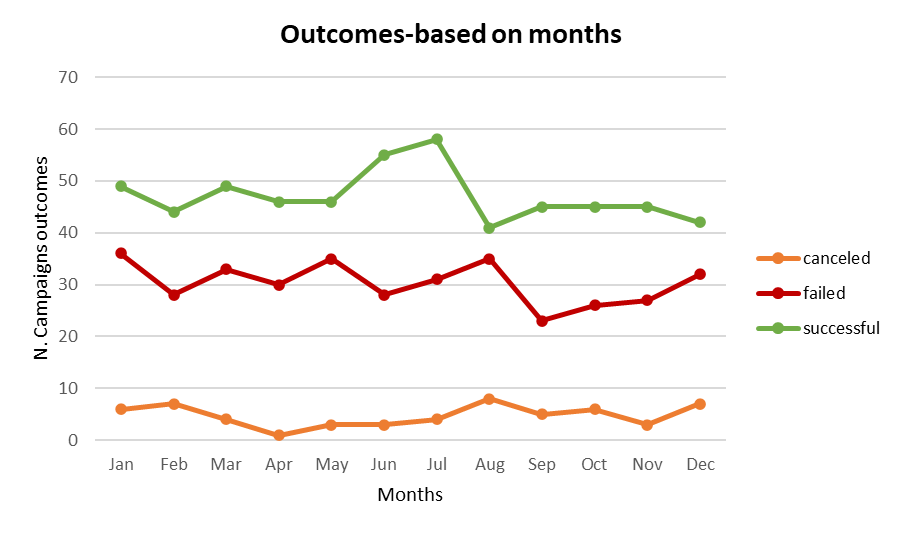 Outcomes-based on months
70
60
50
40
30
20
10
0
N. Campaigns outcomes
Jan Feb Mar Apr May Jun Jul Aug Sep Oct Nov Dec
Months
canceled
failed
successful